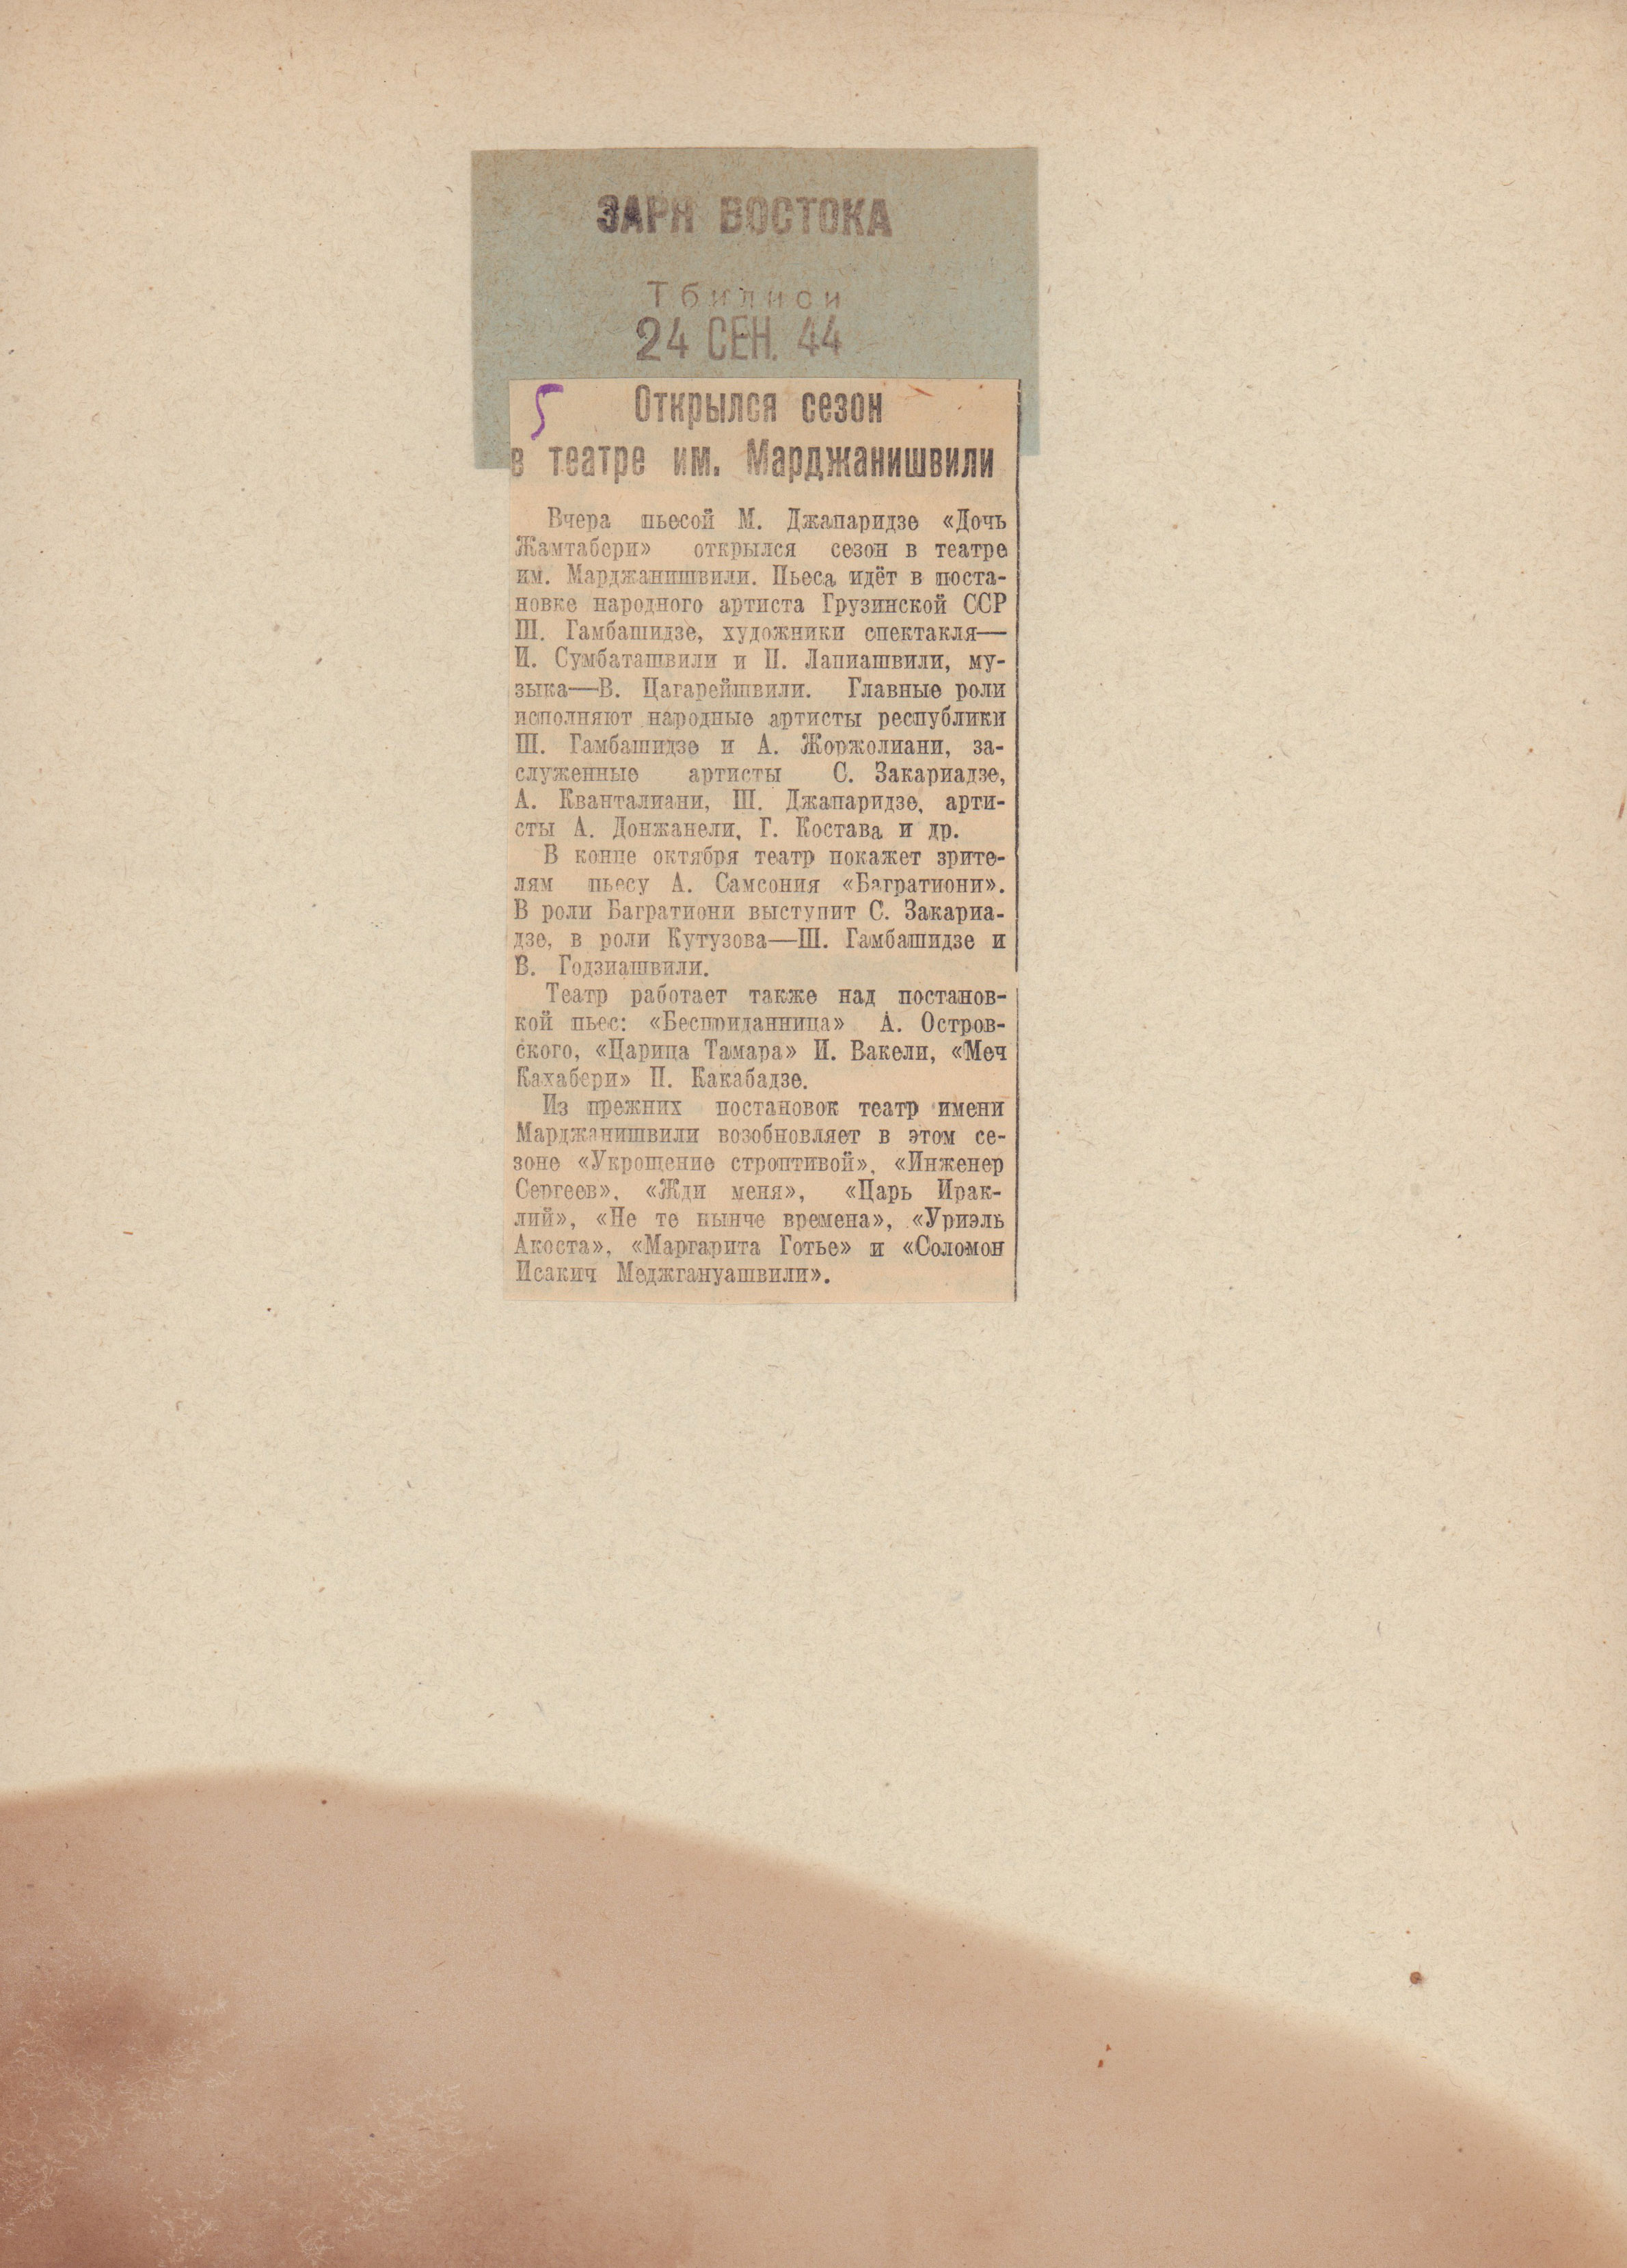 ЗАРЯ ВОСТОКА
Тбилиси
24 СЕН. 44
5
Открылся сезон
в театре им. Марджанишвили
Вчера пьесой М. Джапаридзе «Дочь
Жамтабери» открылся сезон в театре
им. Марджанишвили. Пьеса идёт в поста-
новке народного артиста Грузинской ССР
Ш. Гамбашидзе, художники спектакля—
И. Сумбаташвили и П. Лапиашвили, му-
зыка—В. Цагарейшвили. Главные роли
исполняют народные артисты республики
Ш. Гамбашидзе и А. Жоржолиани, за-
служенные артисты С. Закариадзе,
А. Кванталиани, Ш. Джапаридзе, арти-
сты А. Донжанели, Г. Костава и др.
В конце октября театр покажет зрите-
лям пьесу А. Самсония «Багратиони».
В роли Багратиони выступит С. Закариа-
дзе, в роли Кутузова—Ш. Гамбашидзе и
В. Годзиашвили.
Театр работает также над постанов-
кой пьес: «Бесприданница» А. Остров-
ского, «Царица Тамара» И. Вакели, «Меч
Кахабери» П. Какабадзе.
Из прежних постановок театр имени
Марджанишвили возобновляет в этом се-
зоне «Укрощение строптивой», «Инженер
Сергеев», «Жди меня», «Царь Ирак-
лий», «Не те нынче времена», «Уриэль
Акоста», «Маргарита Готье» и «Соломон
Исакич Меджгануашвили».